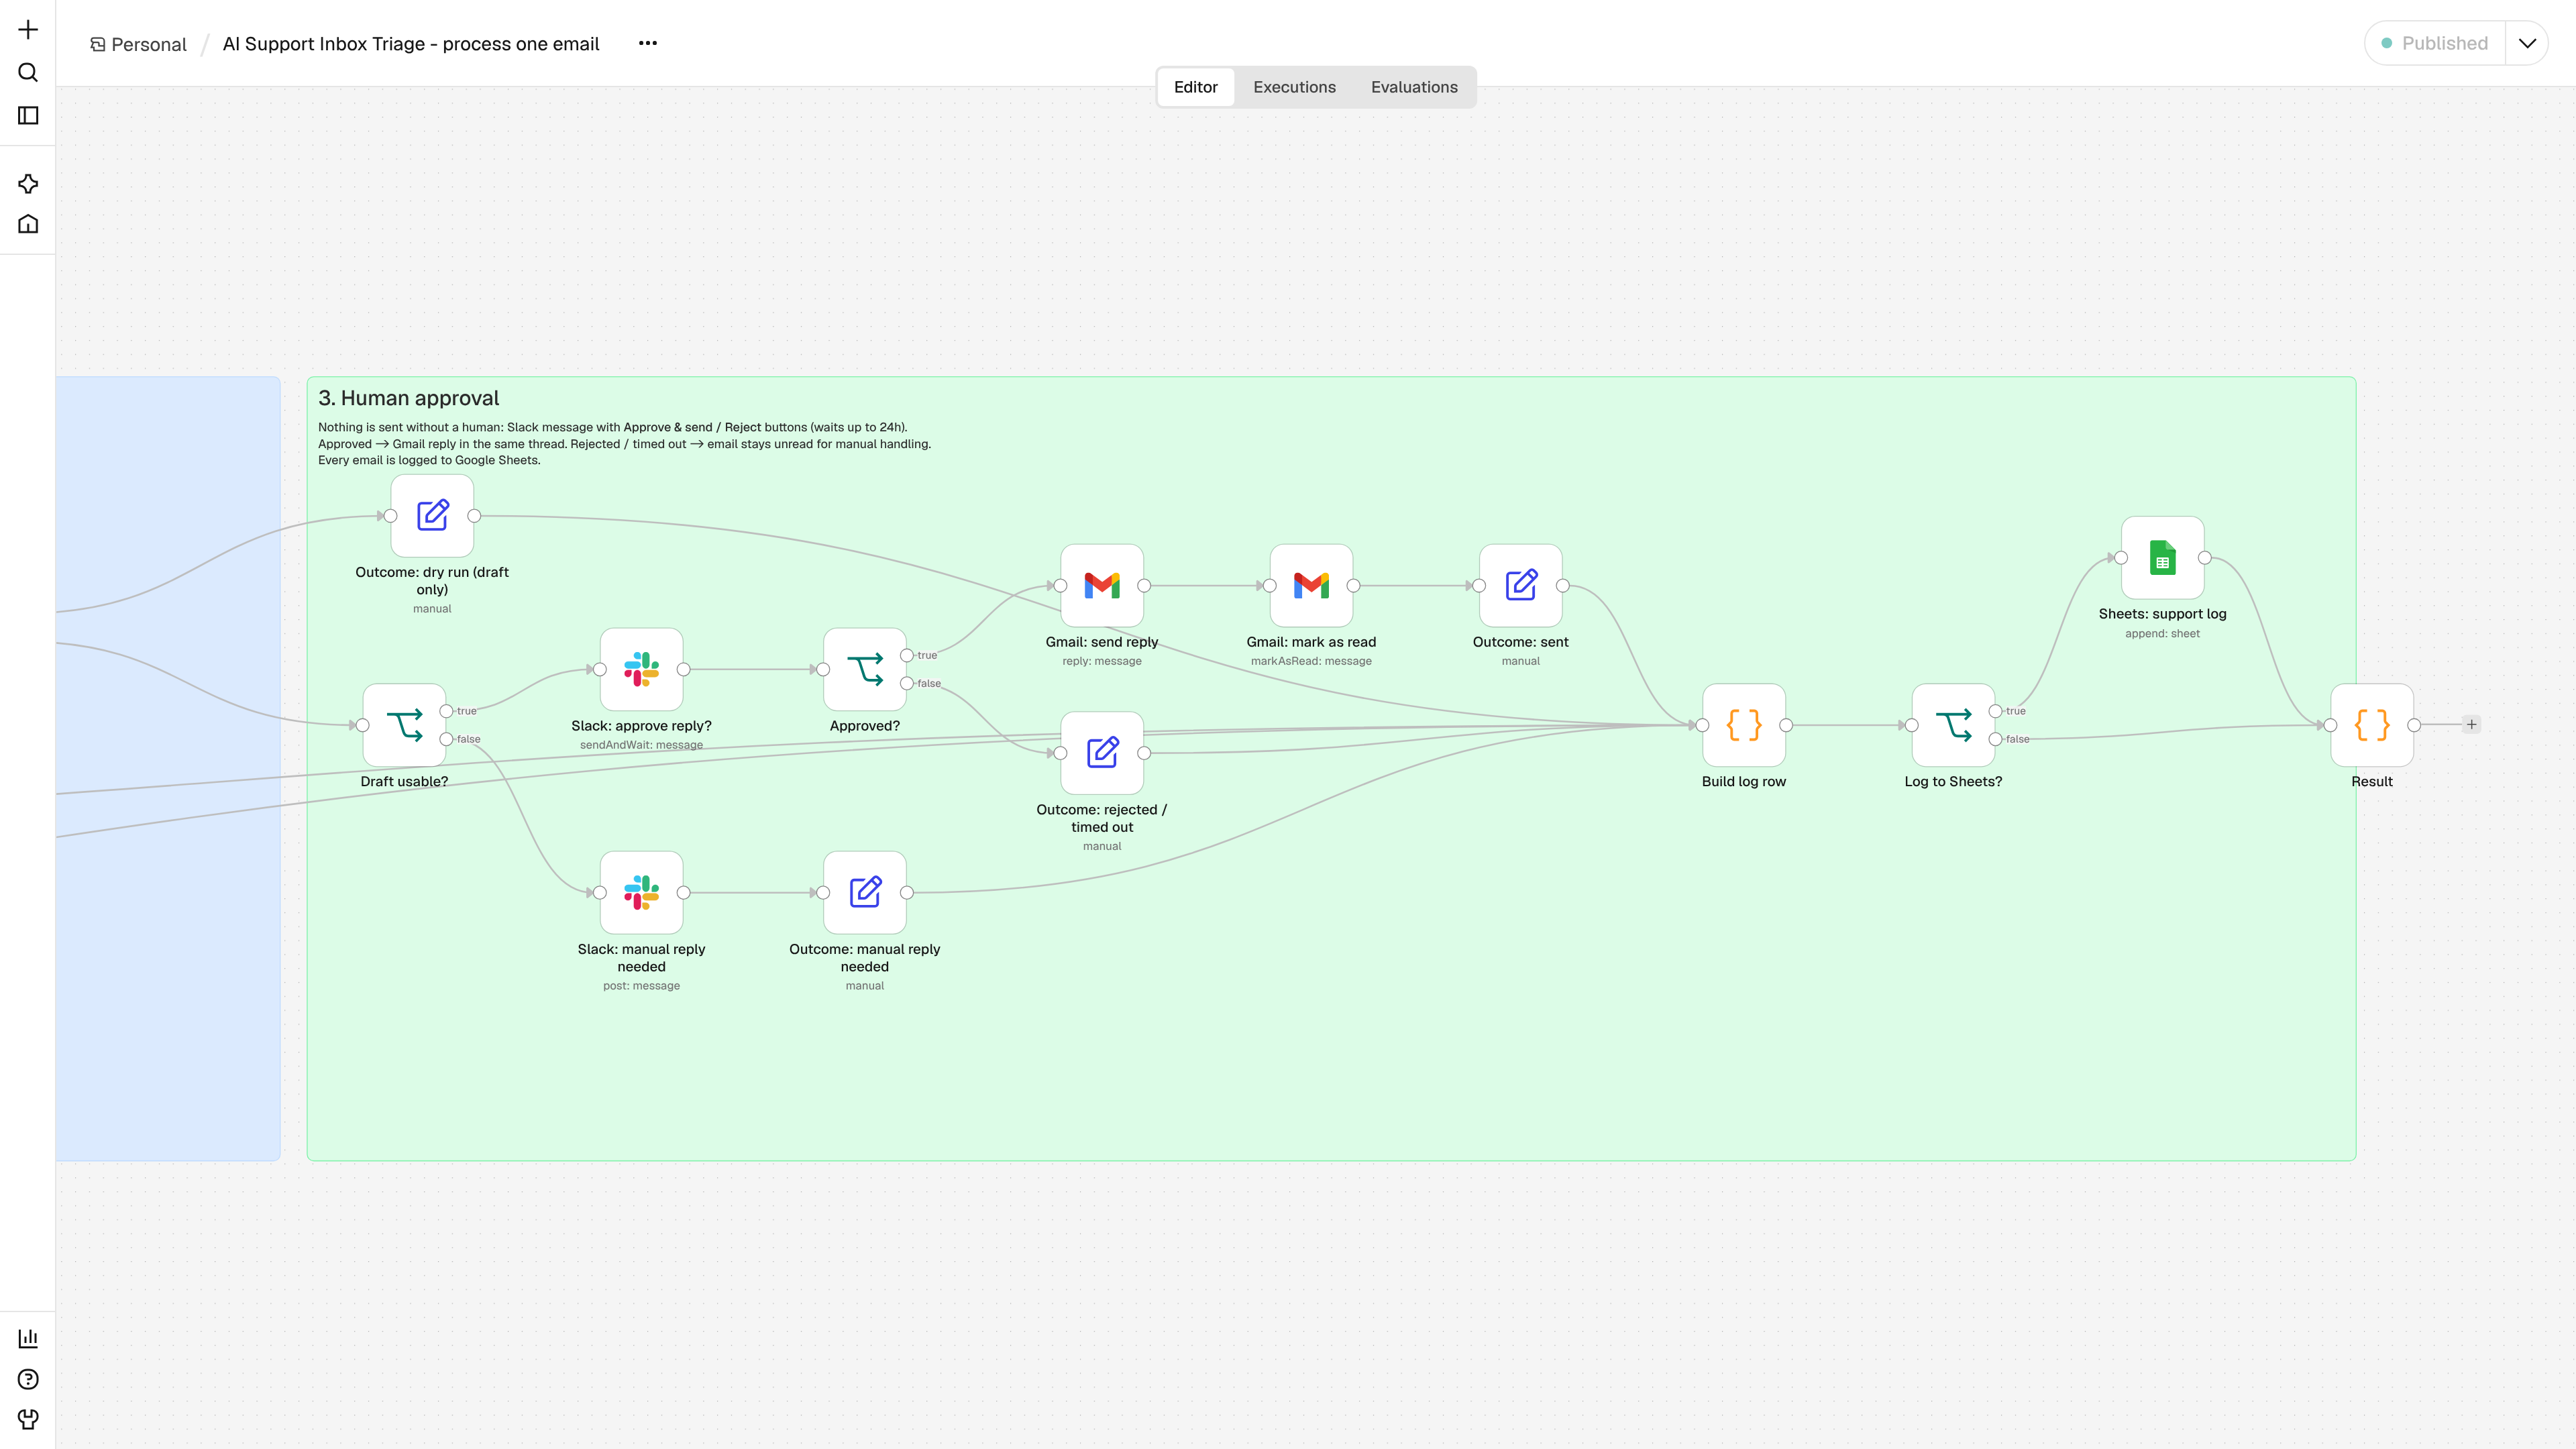 Personal / AI Support Inbox Triage - process one email
Published
Editor
Executions
Evaluations
3. Human approval
Nothing is sent without a human: Slack message with Approve & send / Reject buttons (waits up to 24h).
Approved → Gmail reply in the same thread. Rejected / timed out → email stays unread for manual handling.
Every email is logged to Google Sheets.
Outcome: dry run (draft
only)
manual
Draft usable?
true
false
Slack: approve reply?
sendAndWait: message
Approved?
true
false
Gmail: send reply
reply: message
Gmail: mark as read
markAsRead: message
Outcome: sent
manual
Outcome: rejected /
timed out
manual
Slack: manual reply
needed
post: message
Outcome: manual reply
needed
manual
Build log row
Log to Sheets?
true
false
Sheets: support log
append: sheet
Result